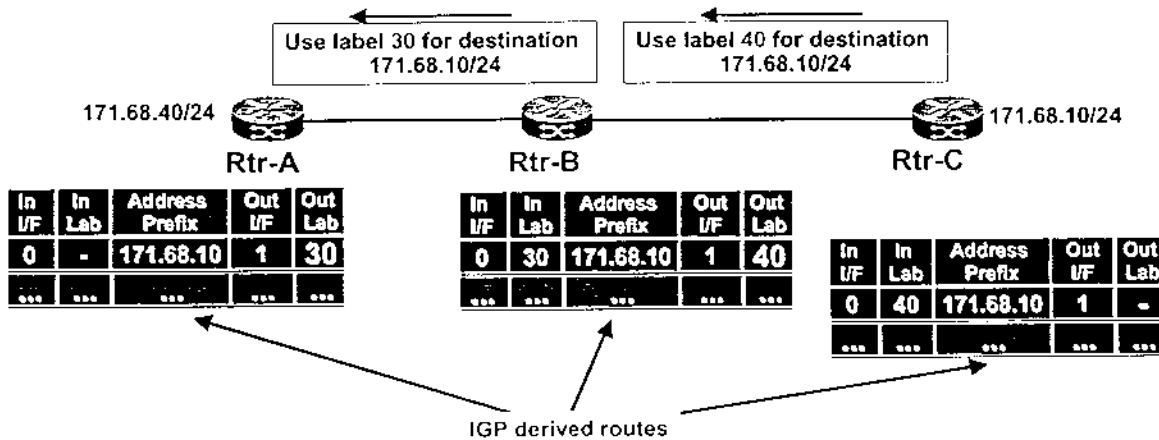 Use label 30 for destination
171.68.10/24
Use label 40 for destination
171.68.10/24
171.68.40/24
171.68.10/24
Rtr-A
Rtr-B
Rtr-C
In I/F In Lab Address Prefix Out I/F Out Lab
0 - 171.68.10 1 30
... ... ... ... ...
In I/F In Lab Address Prefix Out I/F Out Lab
0 30 171.68.10 1 40
... ... ... ... ...
In I/F In Lab Address Prefix Out I/F Out Lab
0 40 171.68.10 1 -
... ... ... ... ...
IGP derived routes